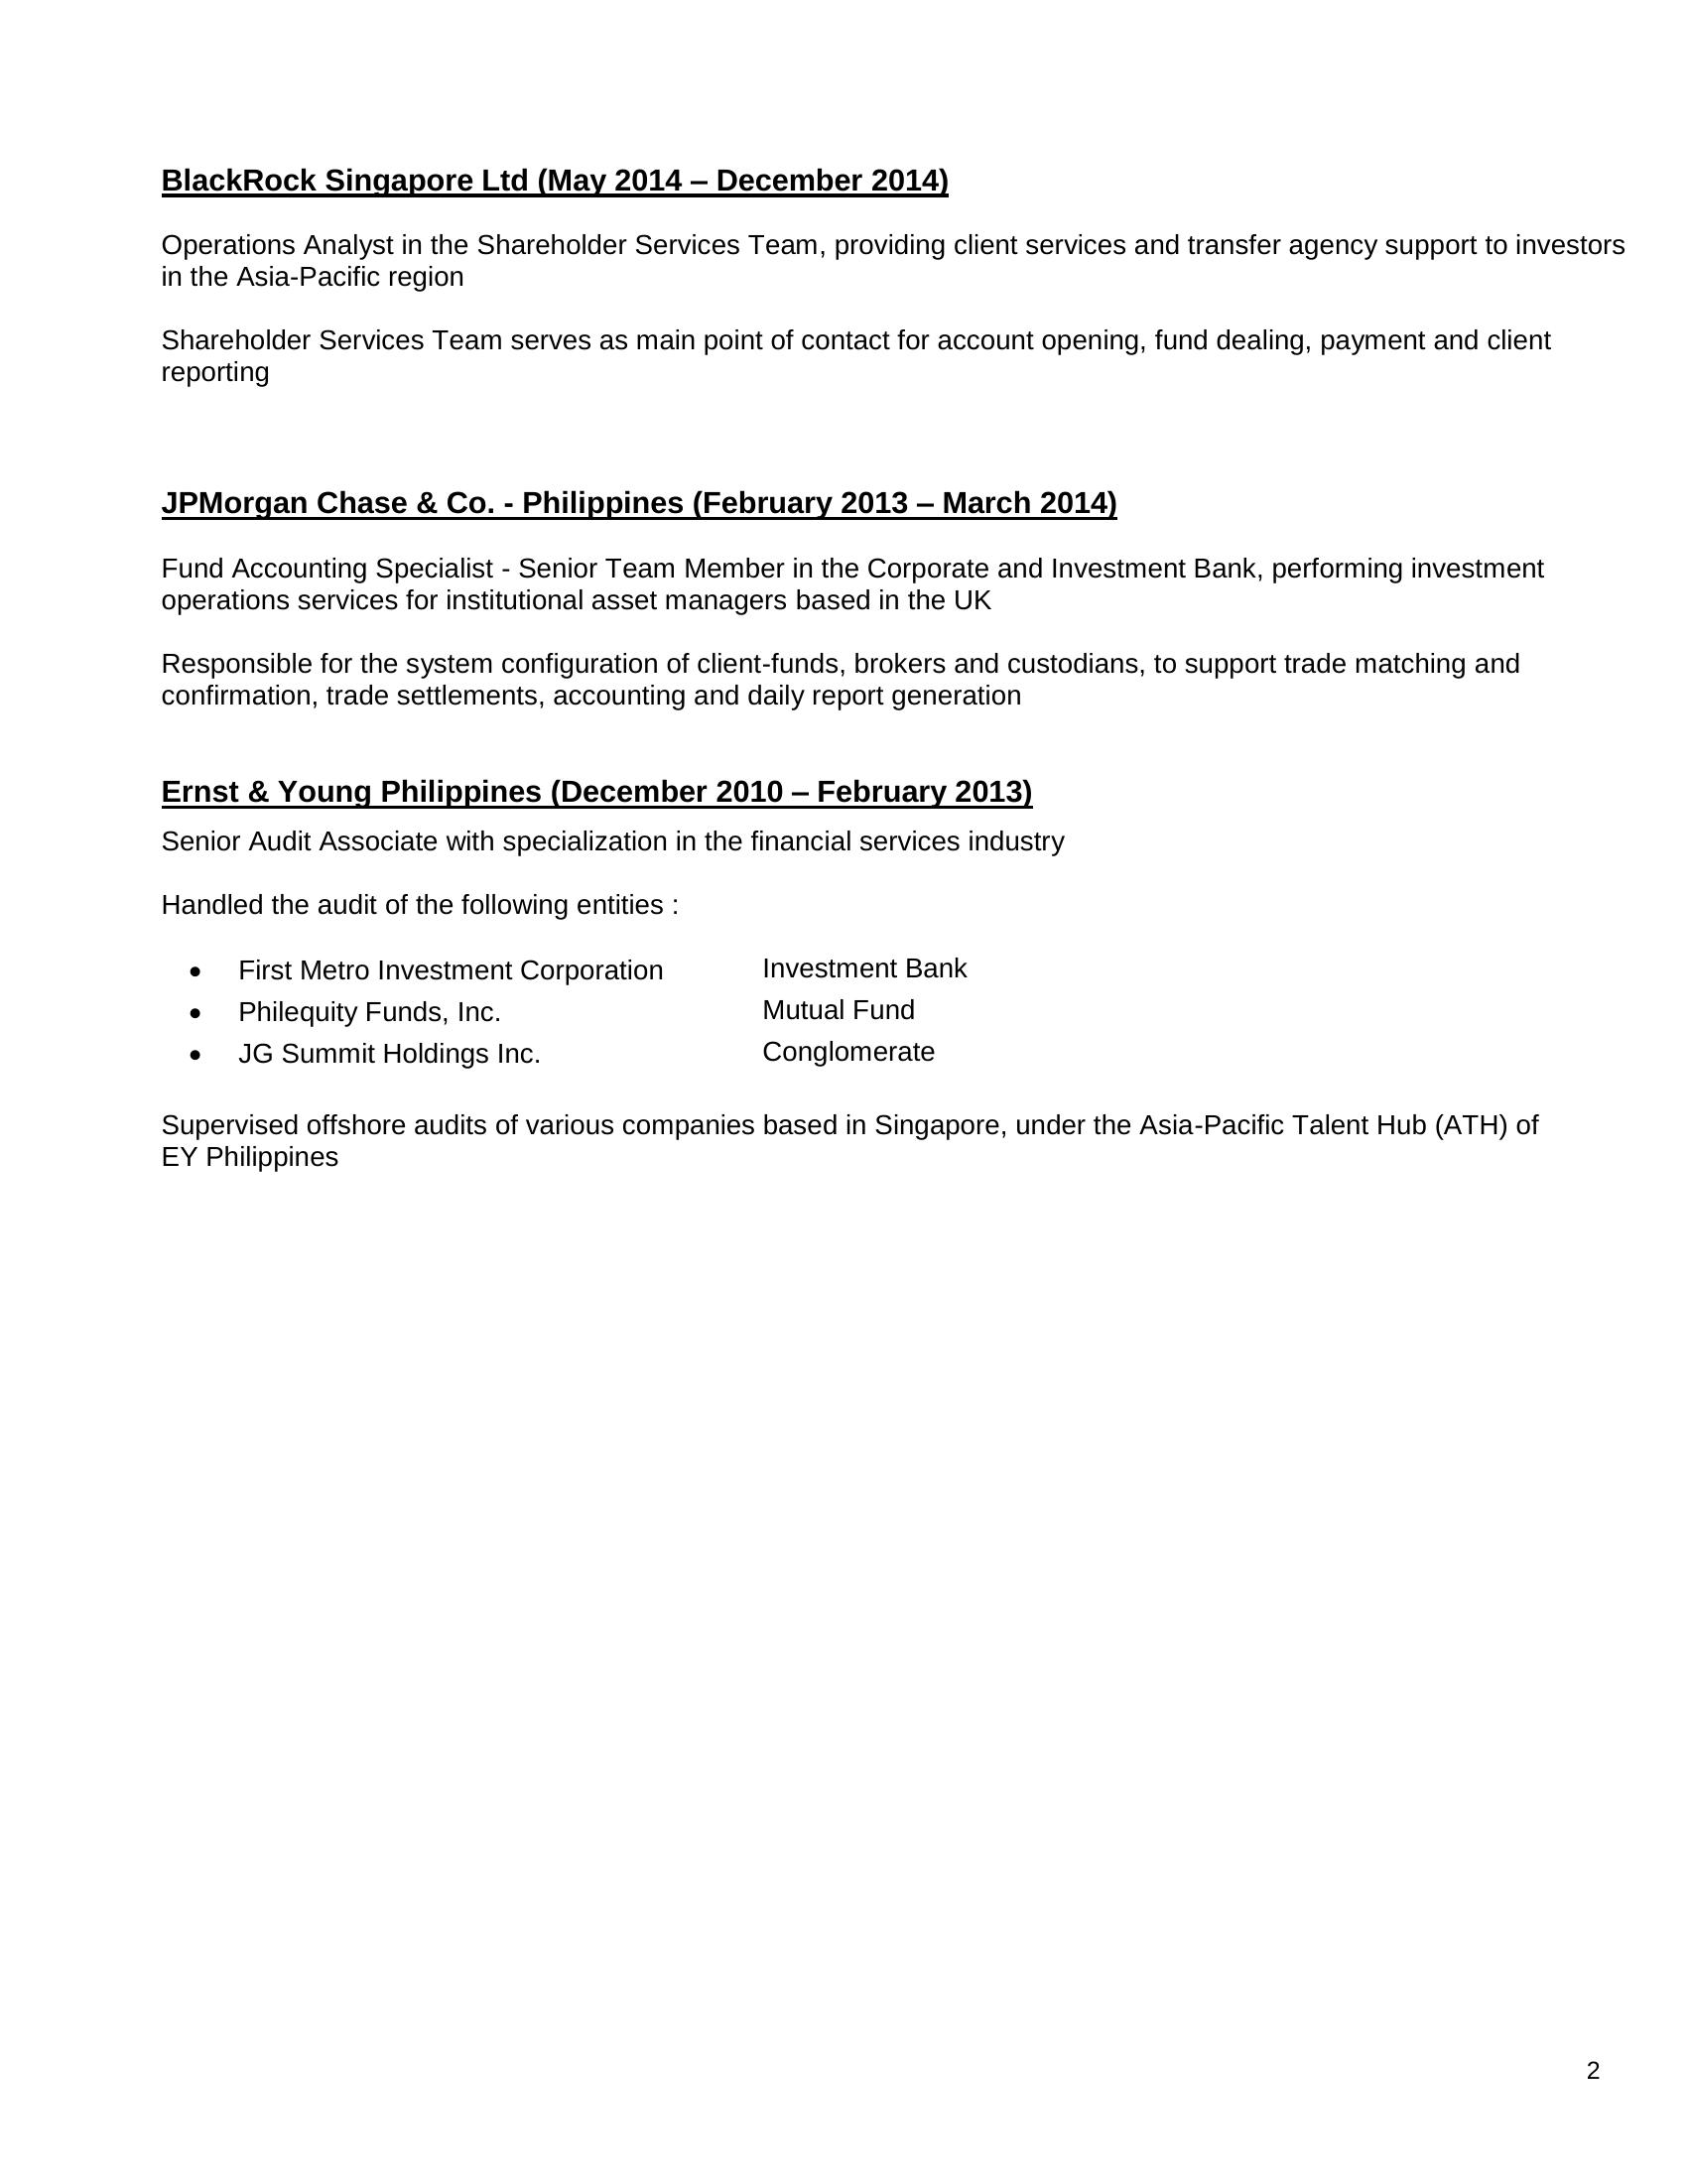 BlackRock Singapore Ltd (May 2014 – December 2014)
Operations Analyst in the Shareholder Services Team, providing client services and transfer agency support to investors
in the Asia-Pacific region
Shareholder Services Team serves as main point of contact for account opening, fund dealing, payment and client
reporting
JPMorgan Chase & Co. - Philippines (February 2013 – March 2014)
Fund Accounting Specialist - Senior Team Member in the Corporate and Investment Bank, performing investment
operations services for institutional asset managers based in the UK
Responsible for the system configuration of client-funds, brokers and custodians, to support trade matching and
confirmation, trade settlements, accounting and daily report generation
Ernst & Young Philippines (December 2010 – February 2013)
Senior Audit Associate with specialization in the financial services industry
Handled the audit of the following entities :
• First Metro Investment Corporation Investment Bank
• Philequity Funds, Inc. Mutual Fund
• JG Summit Holdings Inc. Conglomerate
Supervised offshore audits of various companies based in Singapore, under the Asia-Pacific Talent Hub (ATH) of
EY Philippines
2